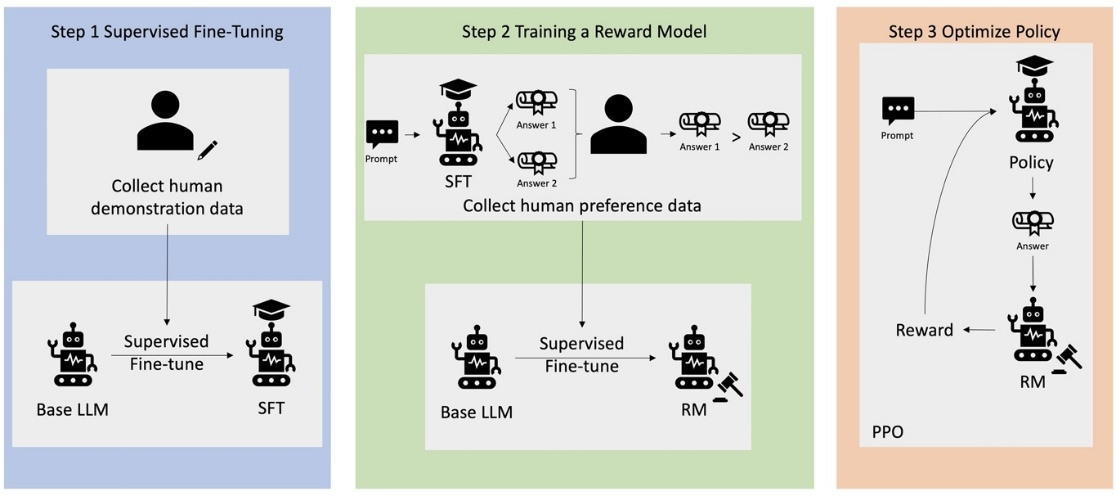 Step 1 Supervised Fine-Tuning
Collect human
demonstration data
Base LLM
Supervised
Fine-tune
SFT
Step 2 Training a Reward Model
Prompt
SFT
Answer 1
Answer 2
Answer 1
>
Answer 2
Collect human preference data
Base LLM
Supervised
Fine-tune
RM
Step 3 Optimize Policy
Prompt
Policy
Answer
Reward
RM
PPO